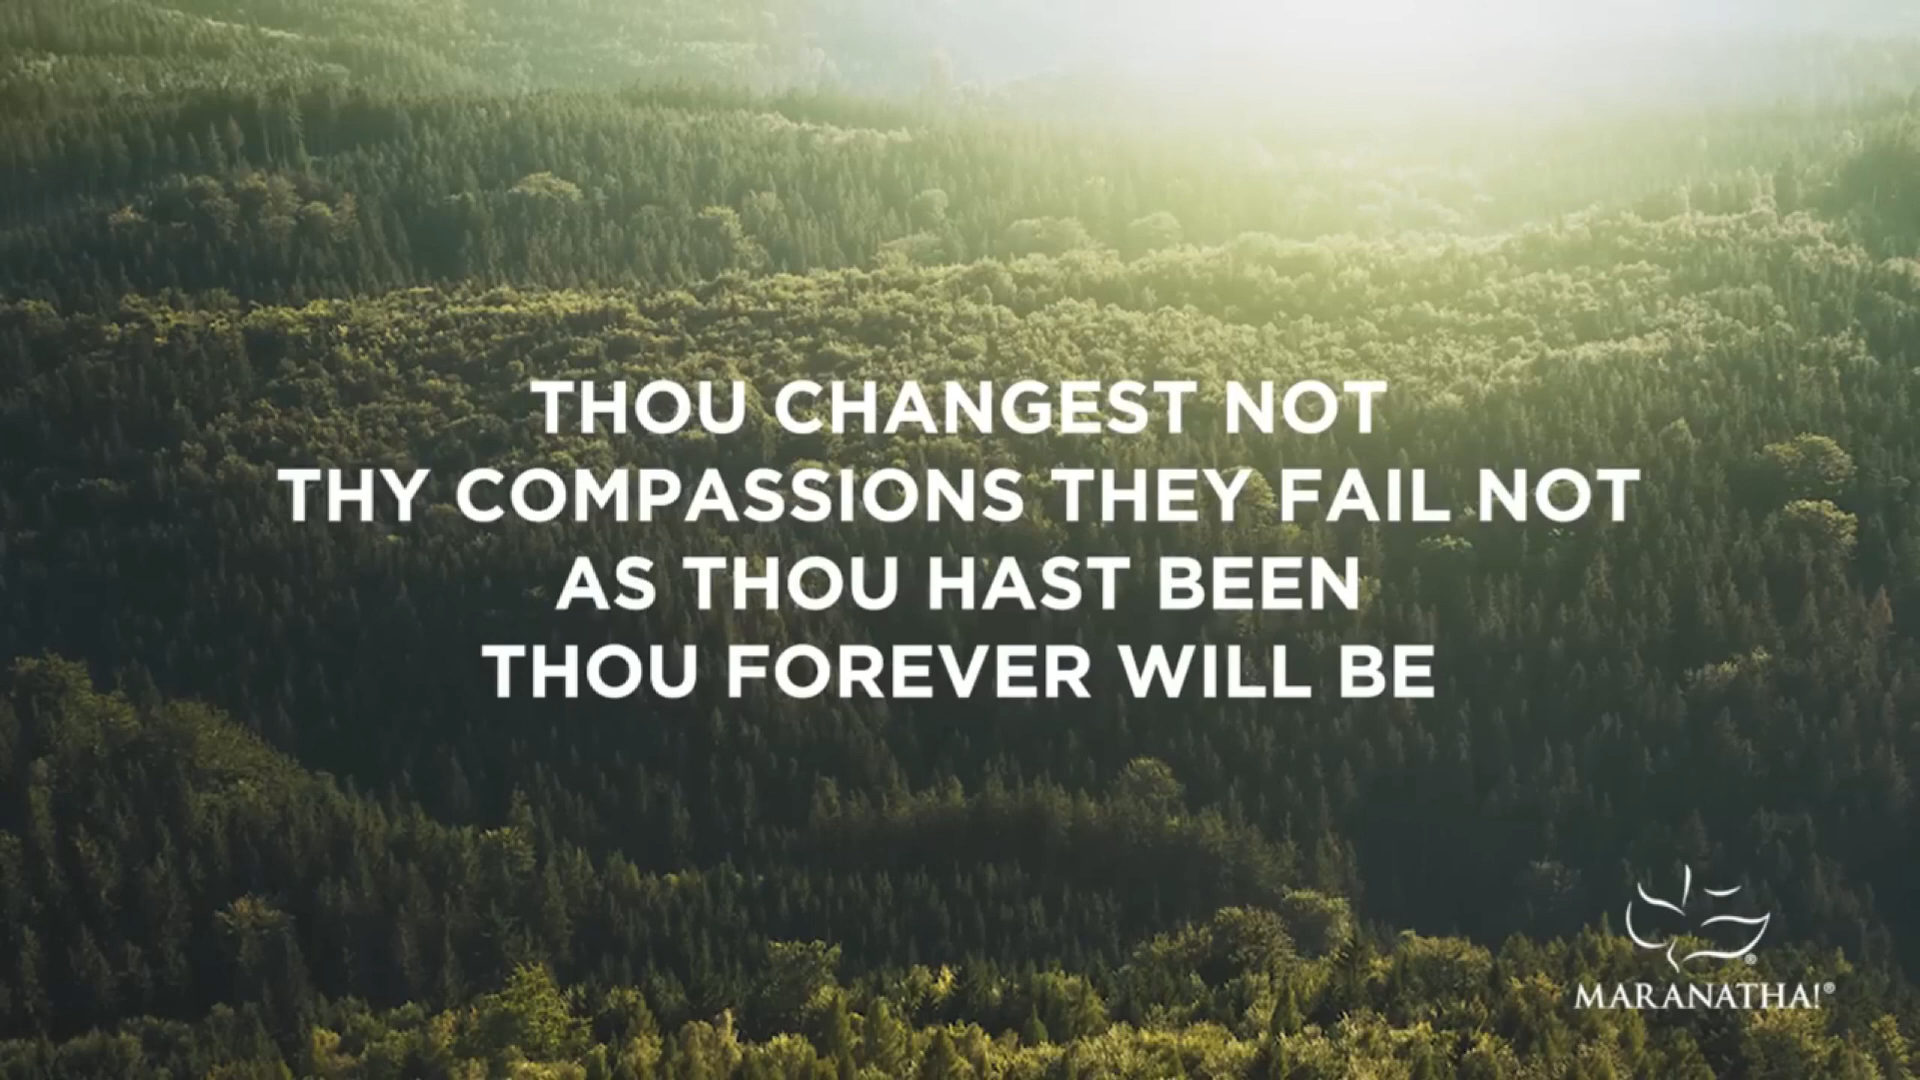 THOU CHANGEST NOT
THY COMPASSIONS THEY FAIL NOT
AS THOU HAST BEEN
THOU FOREVER WILL BE
®
MARANATHA!®